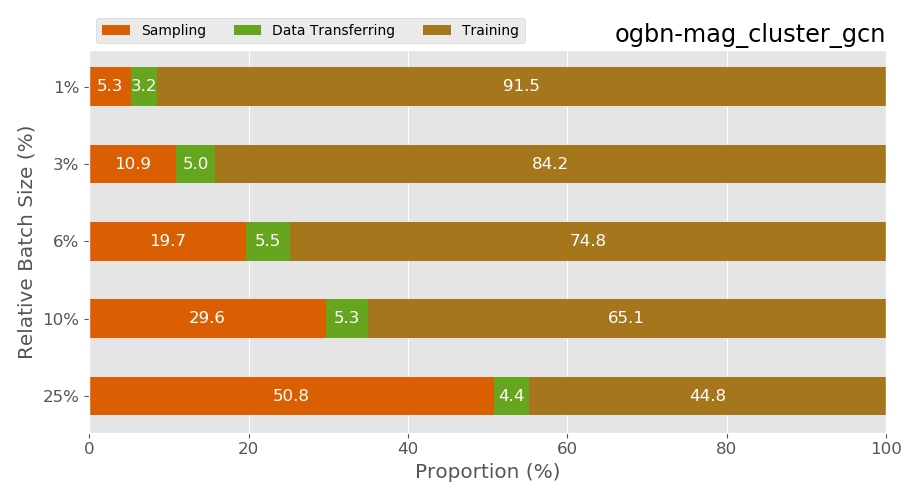 Sampling Data Transferring Training
ogbn-mag_cluster_gcn
Relative Batch Size (%)
1% 5.3 3.2 91.5
3% 10.9 5.0 84.2
6% 19.7 5.5 74.8
10% 29.6 5.3 65.1
25% 50.8 4.4 44.8
0 20 40 60 80 100
Proportion (%)